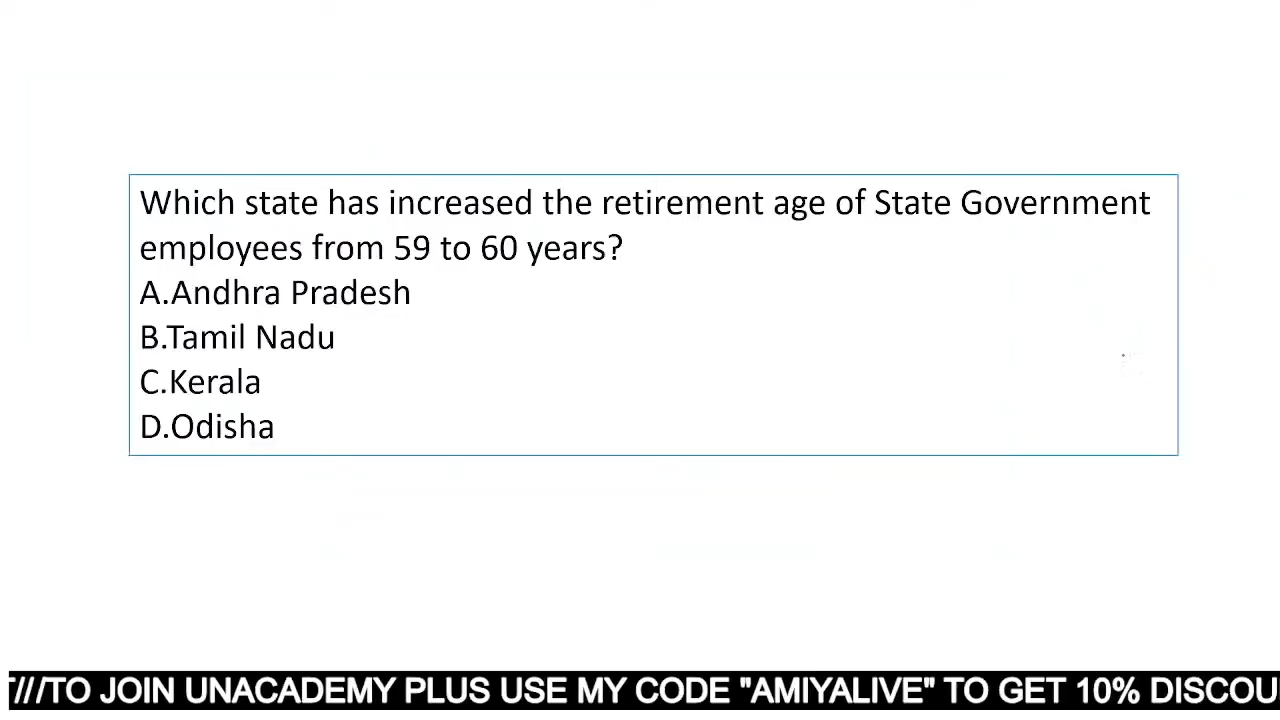 Which state has increased the retirement age of State Government
employees from 59 to 60 years?
A.Andhra Pradesh
B.Tamil Nadu
C.Kerala
D.Odisha
///TO JOIN UNACADEMY PLUS USE MY CODE "AMIYALIVE" TO GET 10% DISCOU